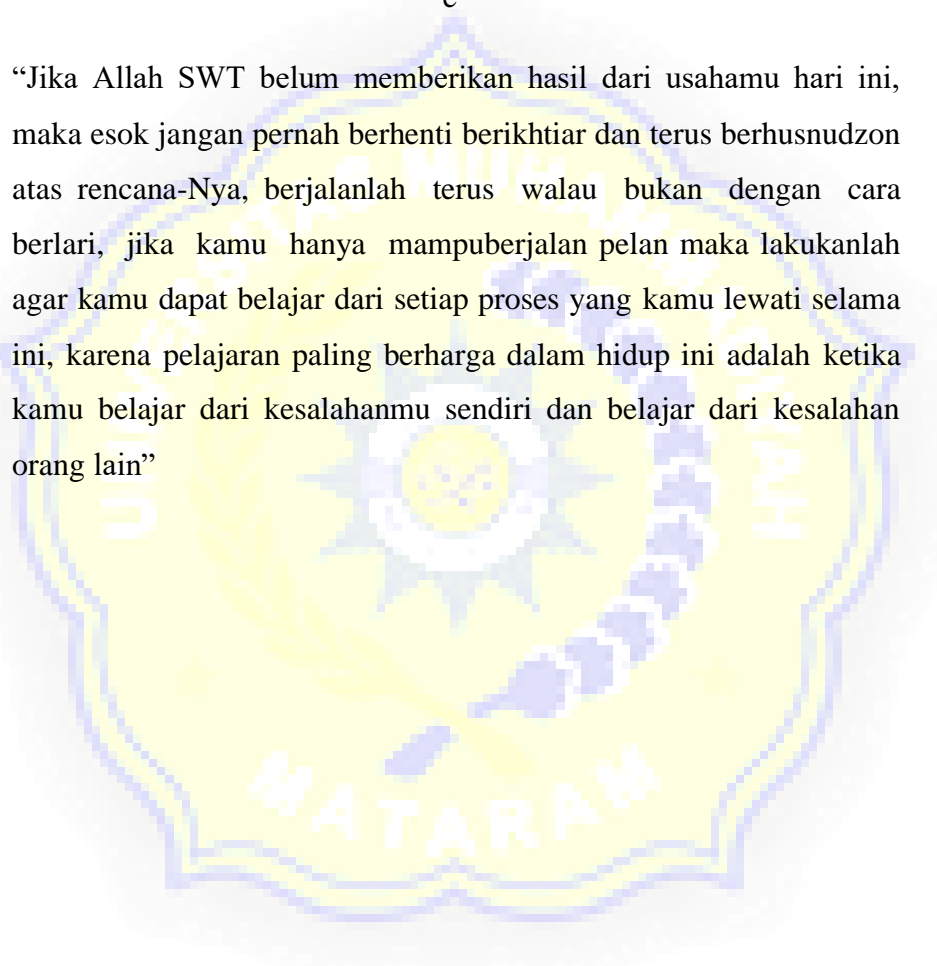 “Jika Allah SWT belum memberikan hasil dari usahamu hari ini,
maka esok jangan pernah berhenti berikhtiar dan terus berhusnudzon
atas rencana-Nya, berjalanlah terus walau bukan dengan cara
berlari, jika kamu hanya mampuberjalan pelan maka lakukanlah
agar kamu dapat belajar dari setiap proses yang kamu lewati selama
ini, karena pelajaran paling berharga dalam hidup ini adalah ketika
kamu belajar dari kesalahanmu sendiri dan belajar dari kesalahan
orang lain”
UNIVERSITAS MUHAMMADIYAH
MATARAM